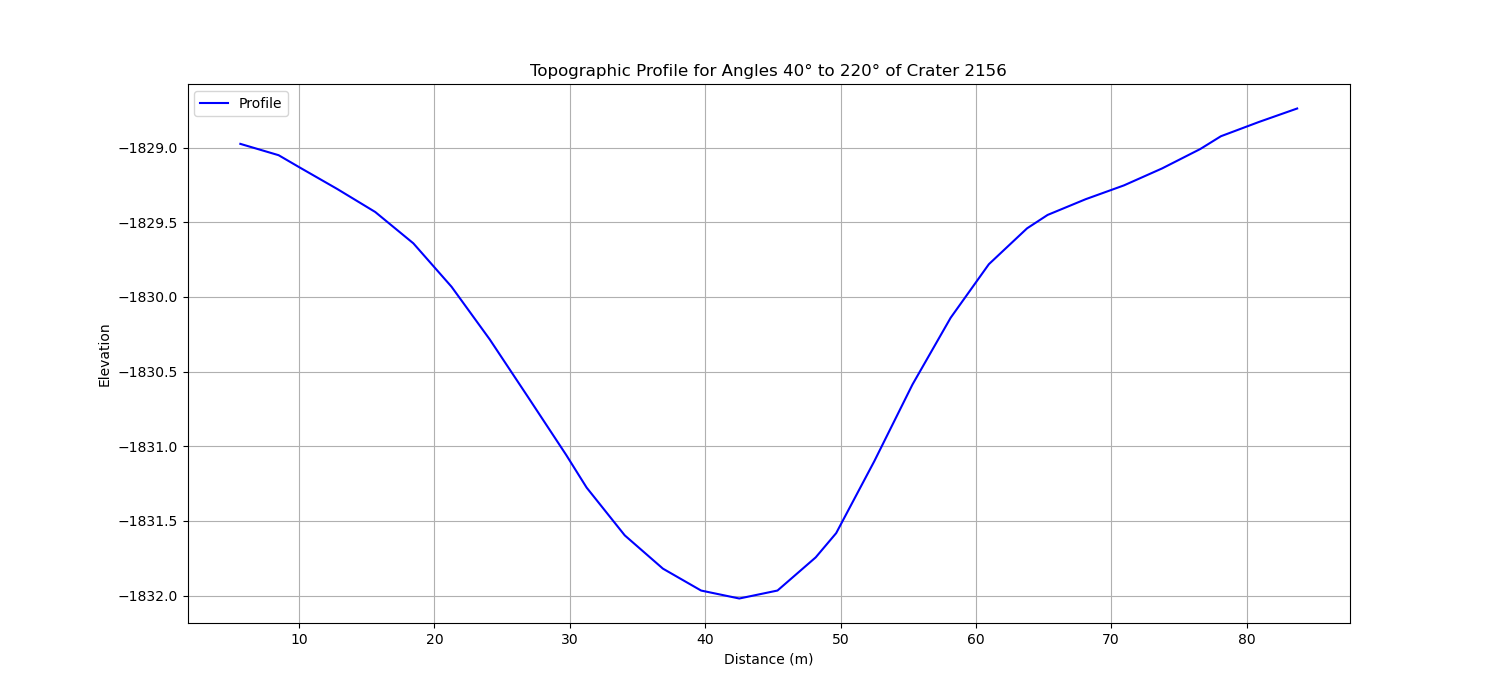 Topographic Profile for Angles 40° to 220° of Crater 2156
Profile
−1829.0
−1829.5
−1830.0
−1830.5
−1831.0
−1831.5
−1832.0
Elevation
10 20 30 40 50 60 70 80
Distance (m)